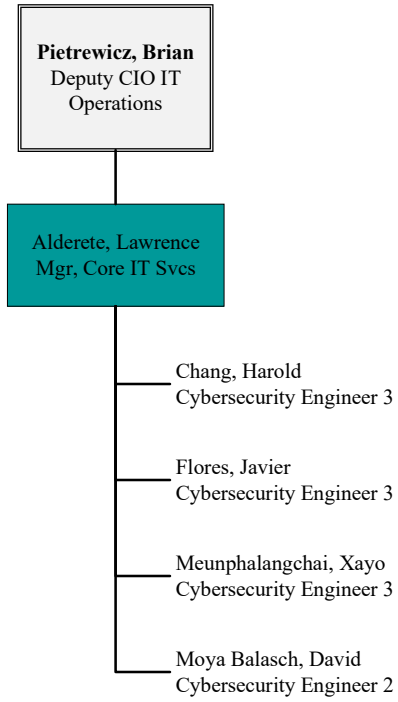 Pietrewicz, Brian
Deputy CIO IT
Operations
Alderete, Lawrence
Mgr, Core IT Svcs
Chang, Harold
Cybersecurity Engineer 3
Flores, Javier
Cybersecurity Engineer 3
Meunphalangchai, Xayo
Cybersecurity Engineer 3
Moya Balasch, David
Cybersecurity Engineer 2